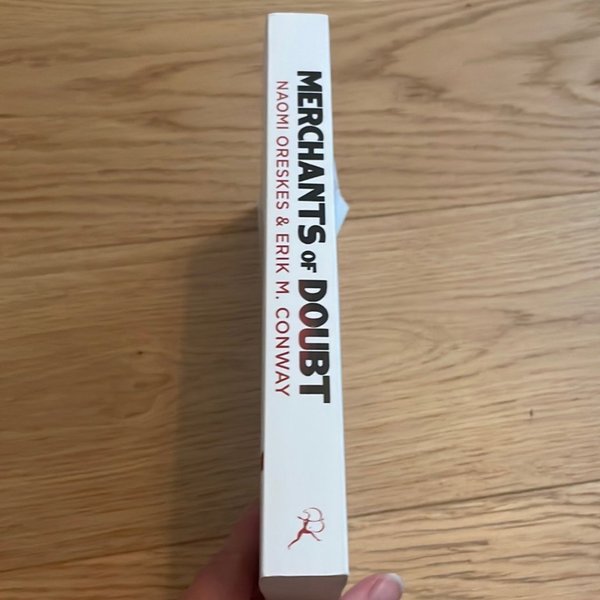 MERCHANTS OF DOUBT
NAOMI ORESKES & ERIK M. CONWAY